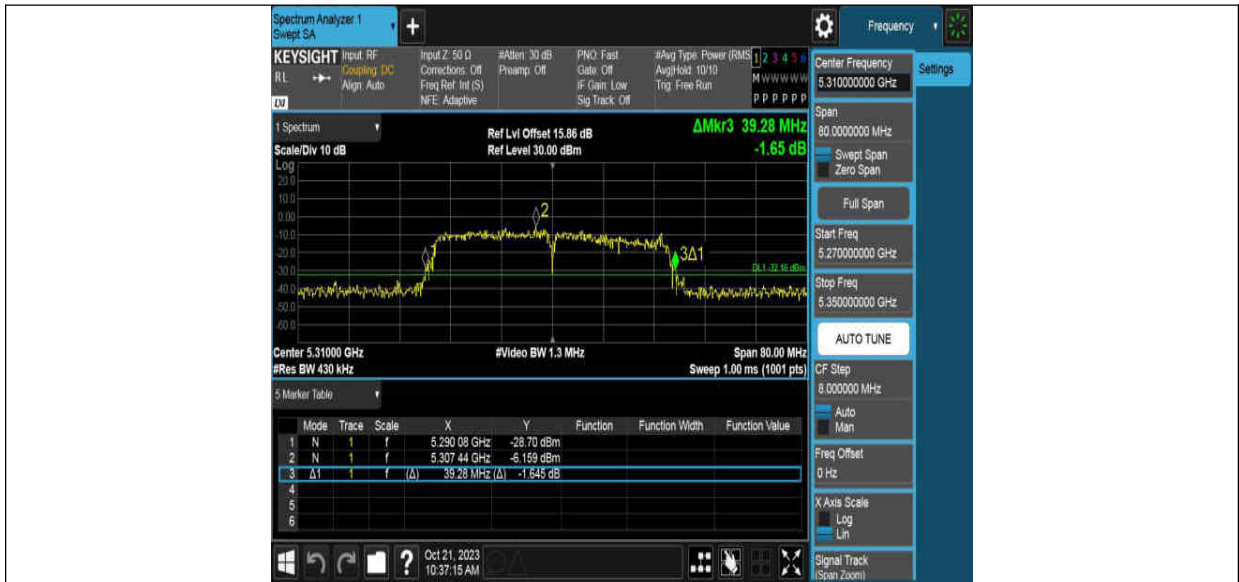 Spectrum Analyzer 1
Swept SA
Frequency
KEYSIGHT
Input: RF
Coupling: DC
Align: Auto
Input Z: 50 Ω
Corrections: Off
Freq Ref: Int (S)
NFE: Adaptive
#Atten: 30 dB
Preamp: Off
PNO: Fast
Gate: Off
IF Gain: Low
Sig Track: Off
#Avg Type: Power (RMS
Avg|Hold: 10/10
Trig: Free Run
1 2 3 4 5 6
M W W W W W
P P P P P P
RL
LXI
Center Frequency
5.310000000 GHz
Settings
Span
80.0000000 MHz
Swept Span
Zero Span
Full Span
Start Freq
5.270000000 GHz
Stop Freq
5.350000000 GHz
AUTO TUNE
CF Step
8.000000 MHz
Auto
Man
Freq Offset
0 Hz
X Axis Scale
Log
Lin
Signal Track
(Span Zoom)
1 Spectrum
Scale/Div 10 dB
Ref Lvl Offset 15.86 dB
Ref Level 30.00 dBm
ΔMkr3 39.28 MHz
-1.65 dB
Log
20.0
10.0
0.00
-10.0
-20.0
-30.0
-40.0
-50.0
-60.0
2
3Δ1
DL1 -32.16 dBm
Center 5.31000 GHz
#Video BW 1.3 MHz
Span 80.00 MHz
#Res BW 430 kHz
Sweep 1.00 ms (1001 pts)
5 Marker Table
Mode Trace Scale X Y Function Function Width Function Value
1 N 1 f 5.290 08 GHz -28.70 dBm
2 N 1 f 5.307 44 GHz -6.159 dBm
3 Δ1 1 f (Δ) 39.28 MHz (Δ) -1.645 dB
4
5
6
?
Oct 21, 2023
10:37:15 AM